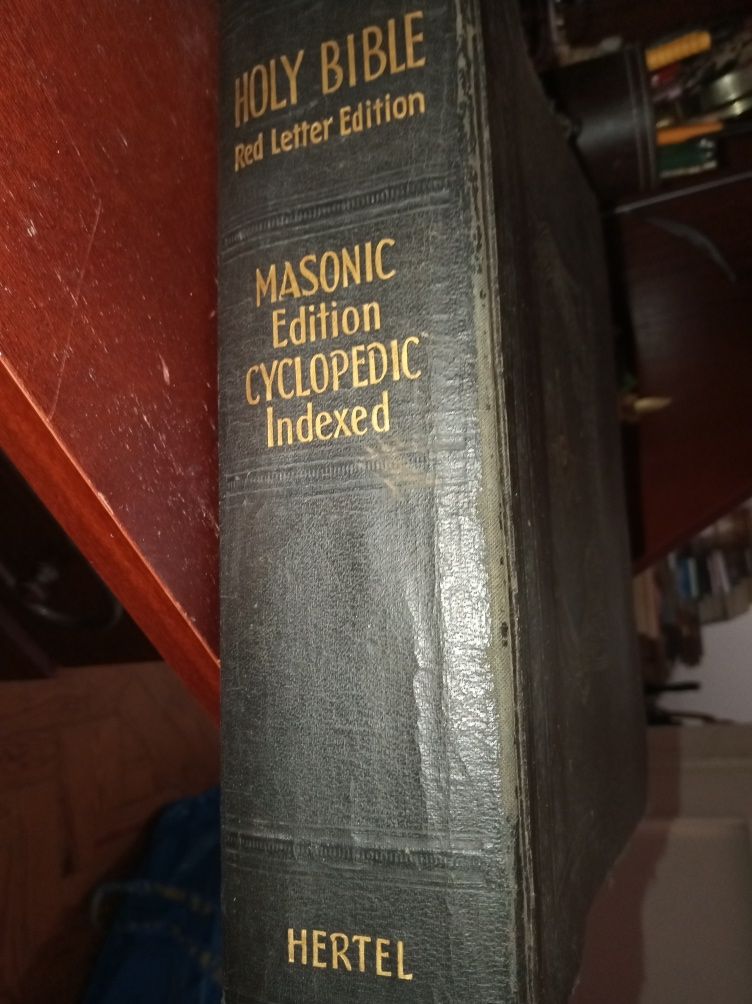 HOLY BIBLE
Red Letter Edition
MASONIC
Edition
CYCLOPEDIC
Indexed
HERTEL